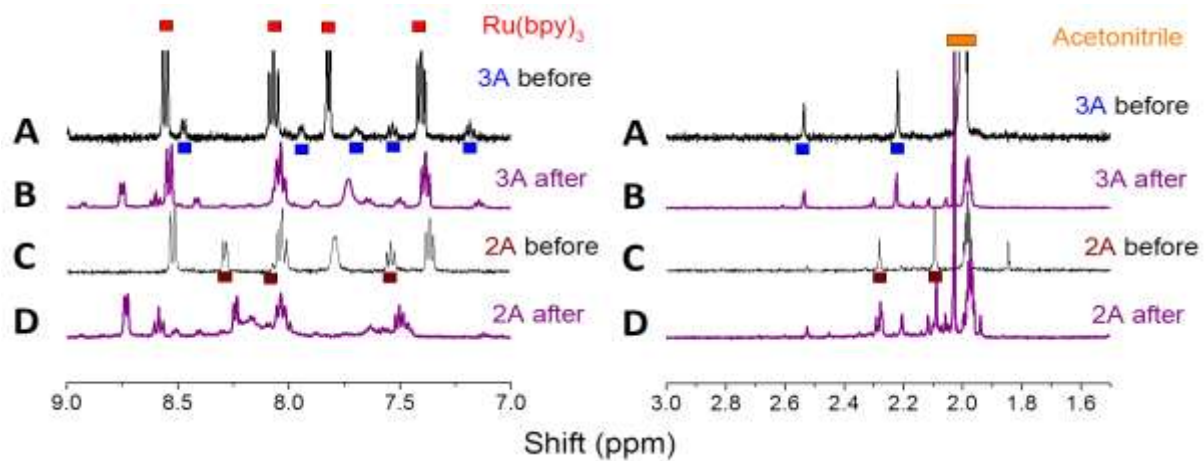 Ru(bpy)3
3A before
A
3A after
B
2A before
C
2A after
D
9.0 8.5 8.0 7.5 7.0
Acetonitrile
3A before
A
3A after
B
2A before
C
2A after
D
3.0 2.8 2.6 2.4 2.2 2.0 1.8 1.6
Shift (ppm)